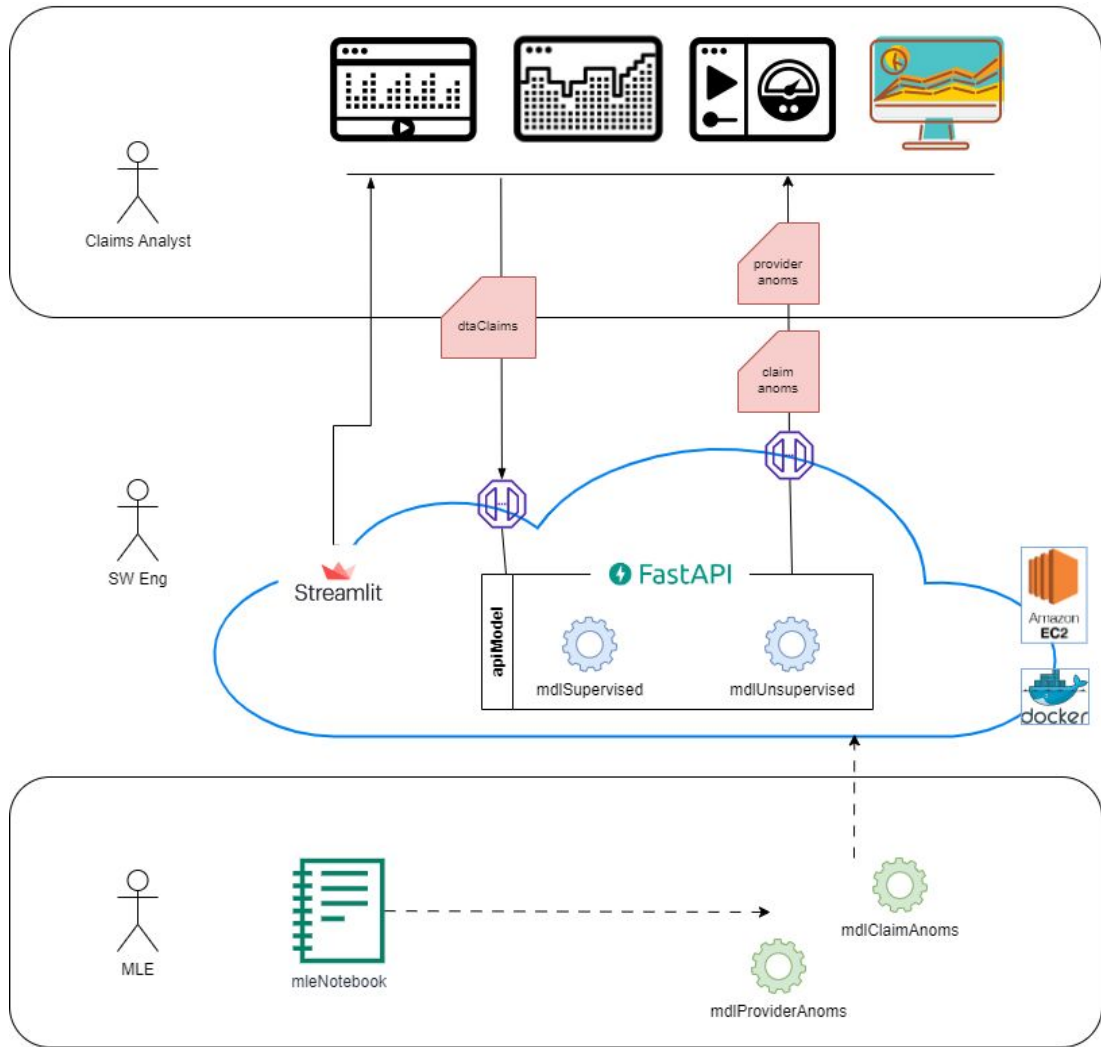 Claims Analyst
provider
anoms
dtaClaims
claim
anoms
SW Eng
Streamlit
FastAPI
apiModel
mdlSupervised
mdlUnsupervised
Amazon
EC2
docker
MLE
mleNotebook
mdlClaimAnoms
mdlProviderAnoms